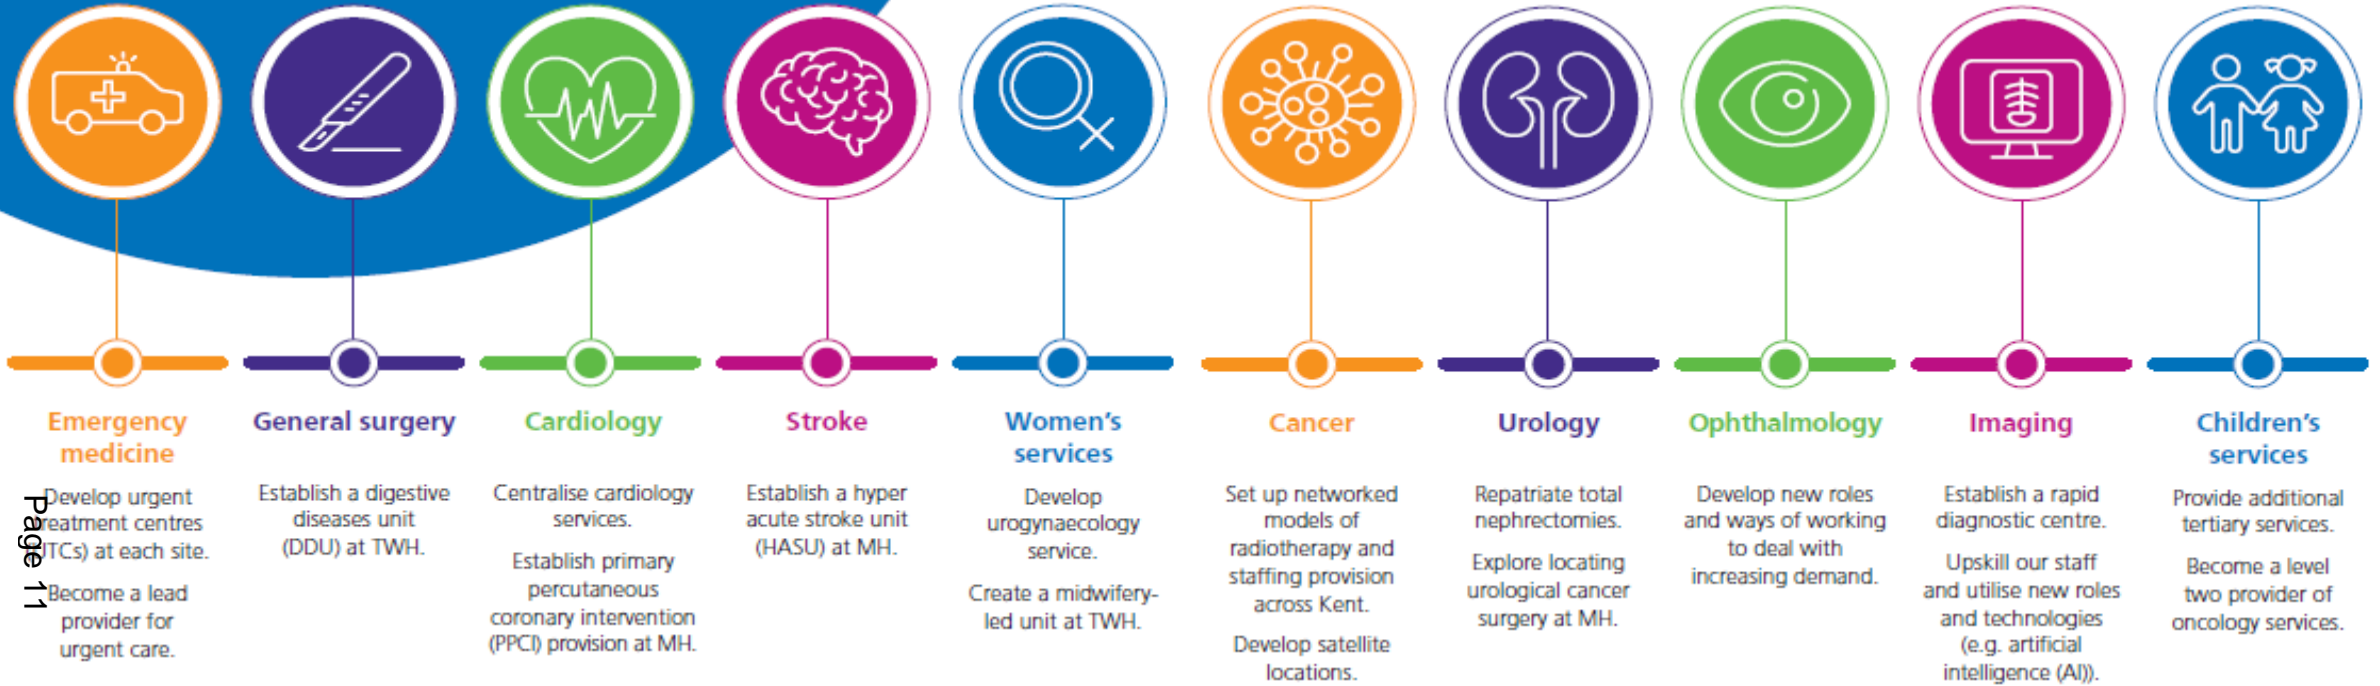 Emergency
medicine
Develop urgent
treatment centres
(UTCs) at each site.
Become a lead
provider for
urgent care.
General surgery
Establish a digestive
diseases unit
(DDU) at TWH.
Cardiology
Centralise cardiology
services.
Establish primary
percutaneous
coronary intervention
(PPCI) provision at MH.
Stroke
Establish a hyper
acute stroke unit
(HASU) at MH.
Women's
services
Develop
urogynaecology
service.
Create a midwifery-
led unit at TWH.
Cancer
Set up networked
models of
radiotherapy and
staffing provision
across Kent.
Develop satellite
locations.
Urology
Repatriate total
nephrectomies.
Explore locating
urological cancer
surgery at MH.
Ophthalmology
Develop new roles
and ways of working
to deal with
increasing demand.
Imaging
Establish a rapid
diagnostic centre.
Upskill our staff
and utilise new roles
and technologies
(e.g. artificial
intelligence (AI)).
Children's
services
Provide additional
tertiary services.
Become a level
two provider of
oncology services.
Page 11